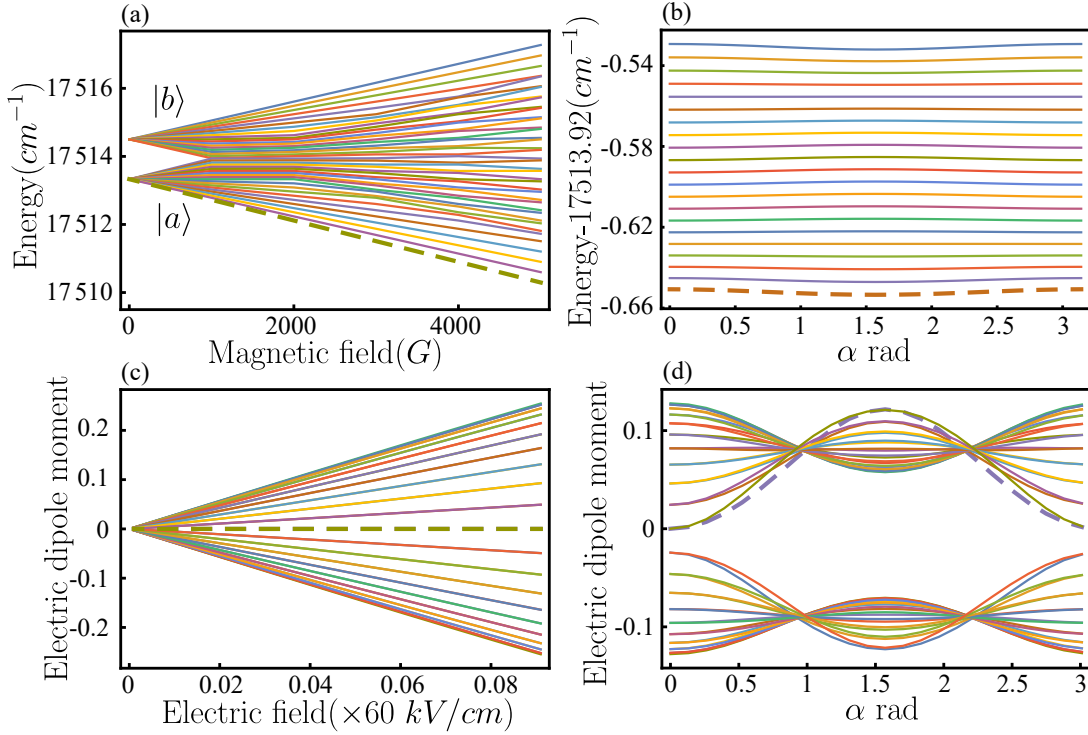 (a)
Energy(cm⁻¹)
17 516
17 514
17 512
17 510
|b⟩
|a⟩
0
2000
4000
Magnetic field(G)
(b)
Energy-17513.92(cm⁻¹)
-0.54
-0.58
-0.62
-0.66
0
0.5
1
1.5
2
2.5
3
α rad
(c)
Electric dipole moment
0.2
0.1
0
-0.1
-0.2
0
0.02
0.04
0.06
0.08
Electric field(×60 kV/cm)
(d)
Electric dipole moment
0.1
0
-0.1
0
0.5
1
1.5
2
2.5
3
α rad